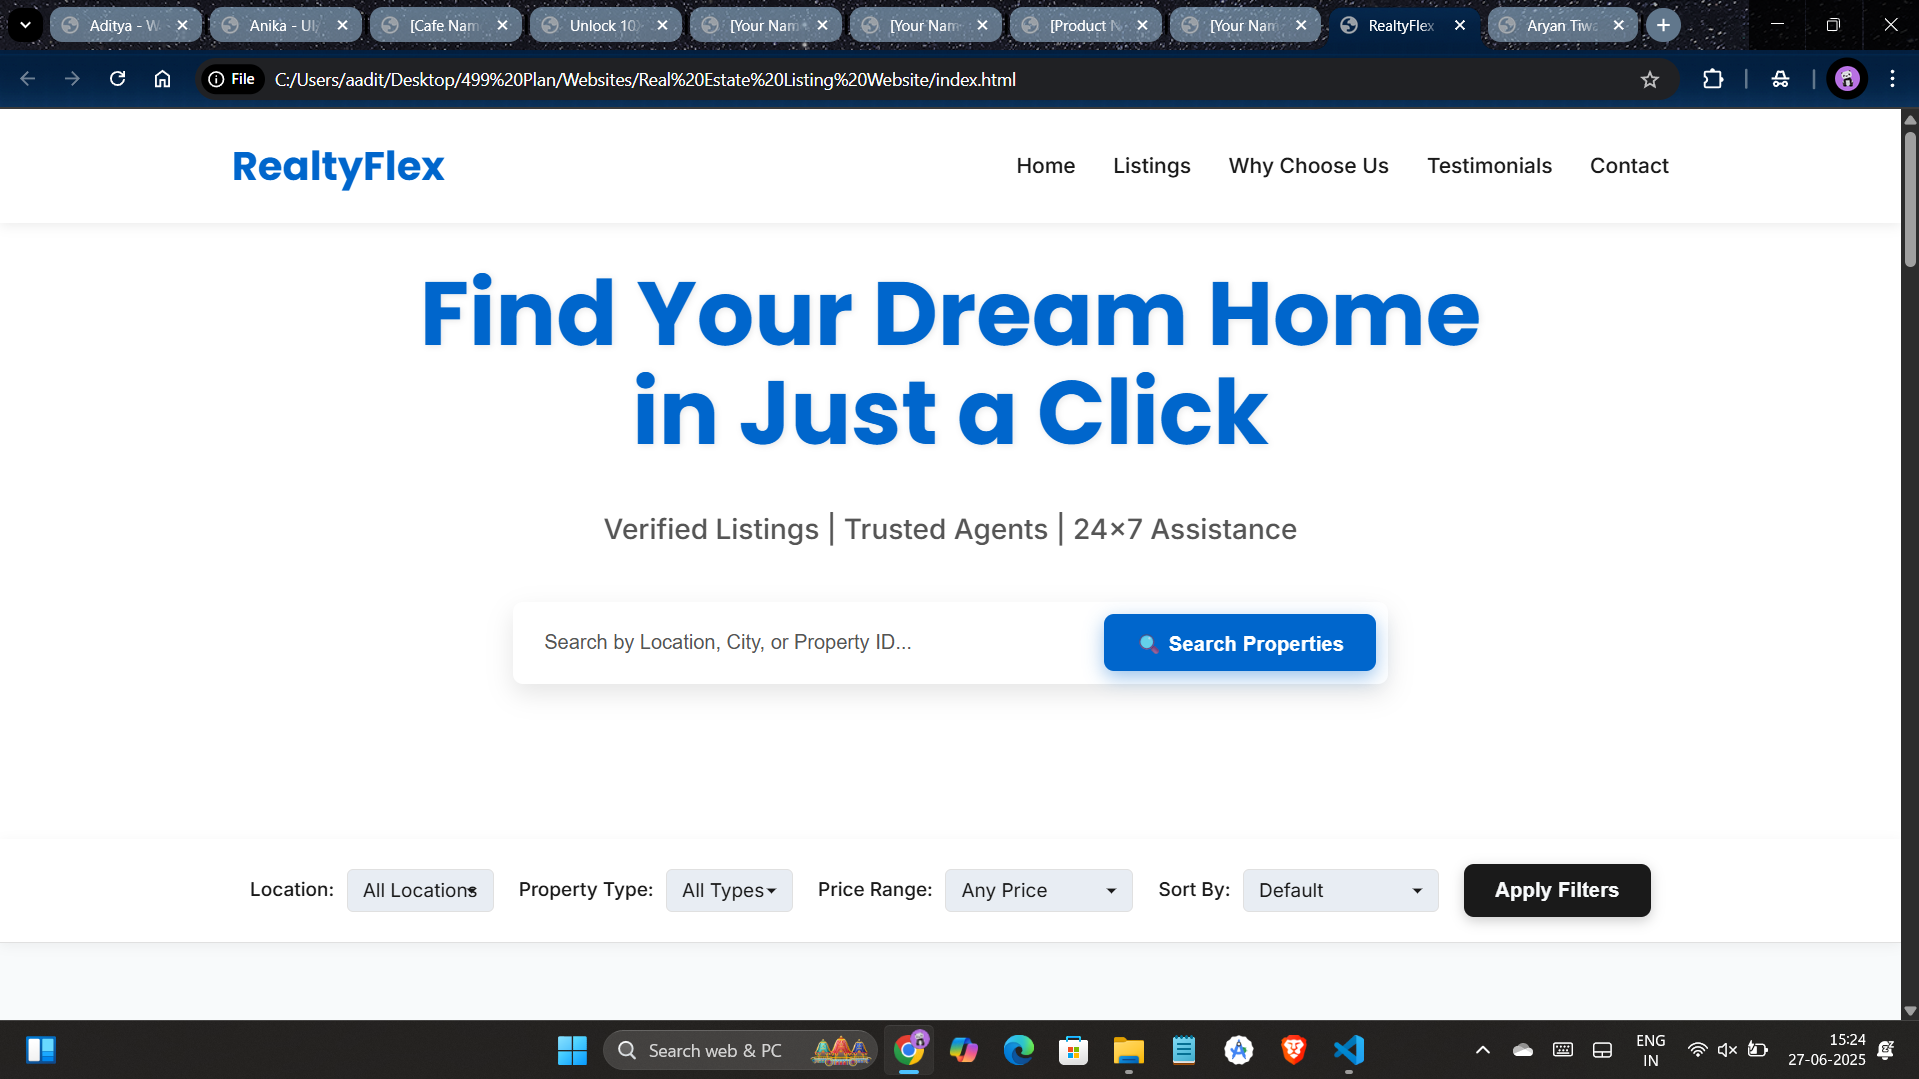 Aditya - W
Anika - UI
[Cafe Nam
Unlock 10
[Your Nam
[Your Nam
[Product N
[Your Nam
RealtyFlex
Aryan Tiwa
File
C:/Users/aadit/Desktop/499%20Plan/Websites/Real%20Estate%20Listing%20Website/index.html
RealtyFlex
Home
Listings
Why Choose Us
Testimonials
Contact
Find Your Dream Home
in Just a Click
Verified Listings | Trusted Agents | 24×7 Assistance
Search by Location, City, or Property ID...
🔍 Search Properties
Location:
All Locations
Property Type:
All Types
Price Range:
Any Price
Sort By:
Default
Apply Filters
Search web & PC
ENG
IN
15:24
27-06-2025